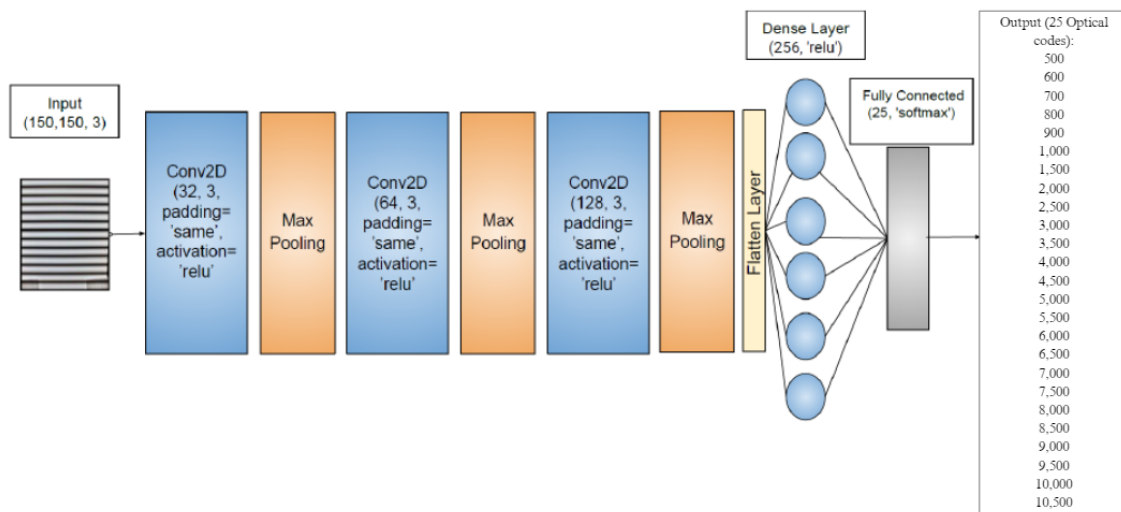 Input
(150,150, 3)
Conv2D
(32, 3,
padding=
'same',
activation=
'relu'
Max
Pooling
Conv2D
(64, 3,
padding=
'same',
activation=
'relu'
Max
Pooling
Conv2D
(128, 3,
padding=
'same',
activation=
'relu'
Max
Pooling
Flatten Layer
Dense Layer
(256, 'relu')
Fully Connected
(25, 'softmax')
Output (25 Optical
codes):
500
600
700
800
900
1,000
1,500
2,000
2,500
3,000
3,500
4,000
4,500
5,000
5,500
6,000
6,500
7,000
7,500
8,000
8,500
9,000
9,500
10,000
10,500